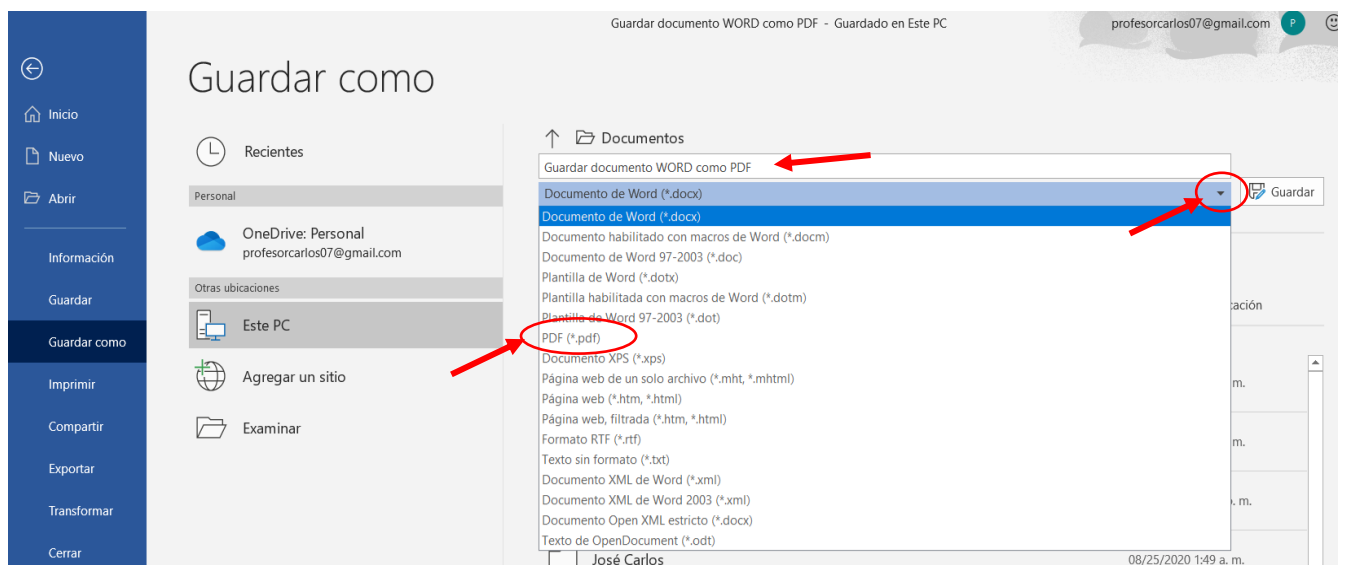 Guardar documento WORD como PDF - Guardado en Este PC
profesorcarlos07@gmail.com
P
Guardar como
Inicio
Nuevo
Abrir
Información
Guardar
Guardar como
Imprimir
Compartir
Exportar
Transformar
Cerrar
Recientes
Personal
OneDrive: Personal
profesorcarlos07@gmail.com
Otras ubicaciones
Este PC
Agregar un sitio
Examinar
Documentos
Guardar documento WORD como PDF
Documento de Word (*.docx)
Guardar
Documento de Word (*.docx)
Documento habilitado con macros de Word (*.docm)
Documento de Word 97-2003 (*.doc)
Plantilla de Word (*.dotx)
Plantilla habilitada con macros de Word (*.dotm)
Plantilla de Word 97-2003 (*.dot)
PDF (*.pdf)
Documento XPS (*.xps)
Página web de un solo archivo (*.mht, *.mhtml)
Página web (*.htm, *.html)
Página web, filtrada (*.htm, *.html)
Formato RTF (*.rtf)
Texto sin formato (*.txt)
Documento XML de Word (*.xml)
Documento XML de Word 2003 (*.xml)
Documento Open XML estricto (*.docx)
Texto de OpenDocument (*.odt)
m.
m.
. m.
José Carlos
08/25/2020 1:49 a. m.